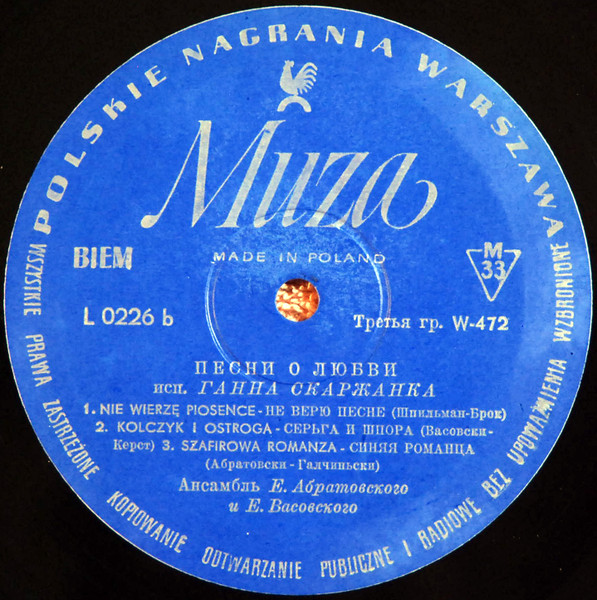 POLSKIE NAGRANIA WARSZAWA
Muza
MADE IN POLAND
BIEM
M
33
L 0226 b
Третья гр. W-472
ПЕСНИ О ЛЮБВИ
исп. ГАННА СКАРЖАНКА
1. NIE WIERZĘ PIOSENCE - НЕ ВЕРЮ ПЕСНЕ (Шпильман-Брок)
2. KOLCZYK I OSTROGA - СЕРЬГА И ШПОРА (Васовски-
Керст) 3. SZAFIROWA ROMANZA - СИНЯЯ РОМАНЦА
(Абратовски - Галчиньски)
Ансамбль Е. Абратовского
и Е. Васовского
WSZYSTKIE PRAWA ZASTRZEŻONE KOPIOWANIE ODTWARZANIE PUBLICZNE I RADIOWE BEZ UPOWAŻNIENIA WZBRONIONE